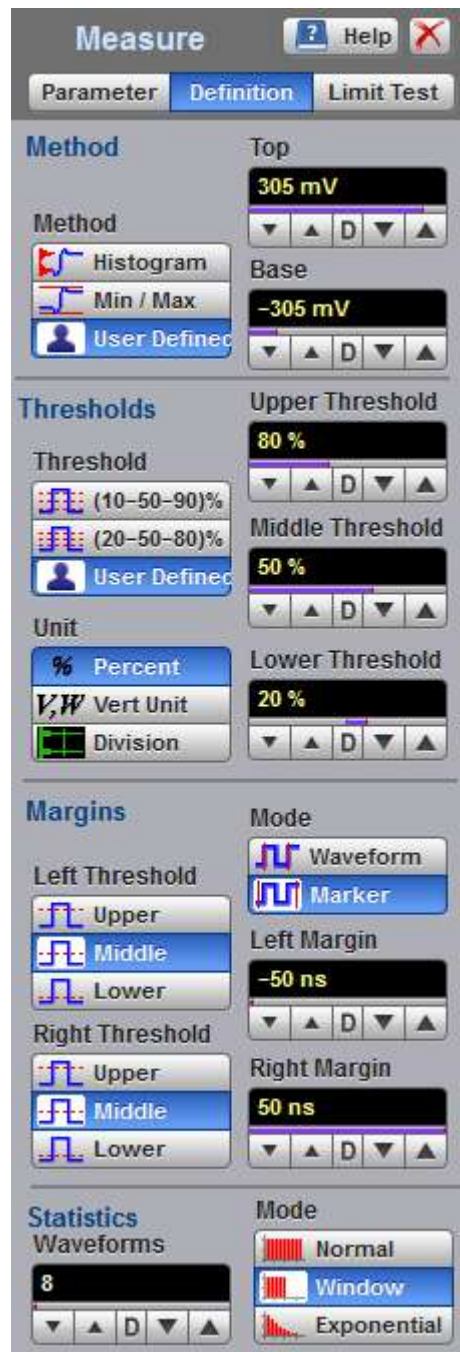 Measure
? Help
Parameter Definition Limit Test
Method
Method
Histogram
Min / Max
User Defined
Top
305 mV
D
Base
−305 mV
D
Thresholds
Threshold
(10−50−90)%
(20−50−80)%
User Defined
Unit
% Percent
V,W Vert Unit
Division
Upper Threshold
80 %
D
Middle Threshold
50 %
D
Lower Threshold
20 %
D
Margins
Left Threshold
Upper
Middle
Lower
Right Threshold
Upper
Middle
Lower
Mode
Waveform
Marker
Left Margin
−50 ns
D
Right Margin
50 ns
D
Statistics
Waveforms
8
D
Mode
Normal
Window
Exponential